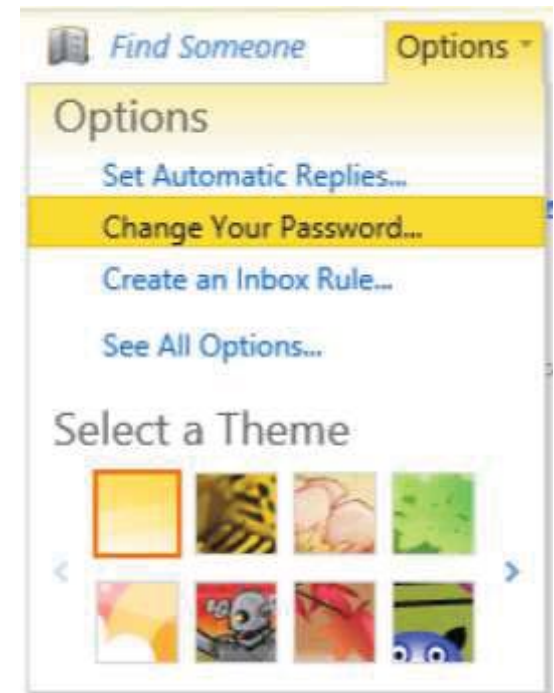 Find Someone Options
Options
Set Automatic Replies...
Change Your Password...
Create an Inbox Rule...
See All Options...
Select a Theme